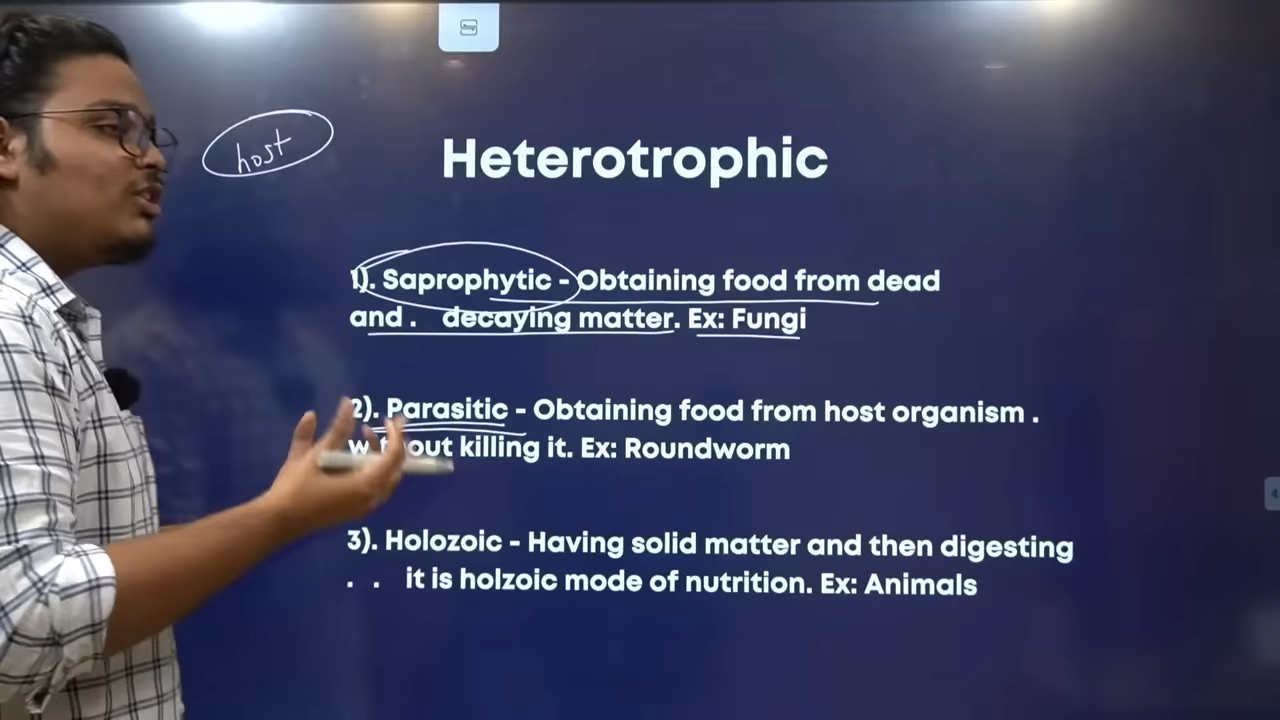 host
Heterotrophic
1). Saprophytic - Obtaining food from dead
and . decaying matter. Ex: Fungi
2). Parasitic - Obtaining food from host organism .
without killing it. Ex: Roundworm
3). Holozoic - Having solid matter and then digesting
. . it is holzoic mode of nutrition. Ex: Animals